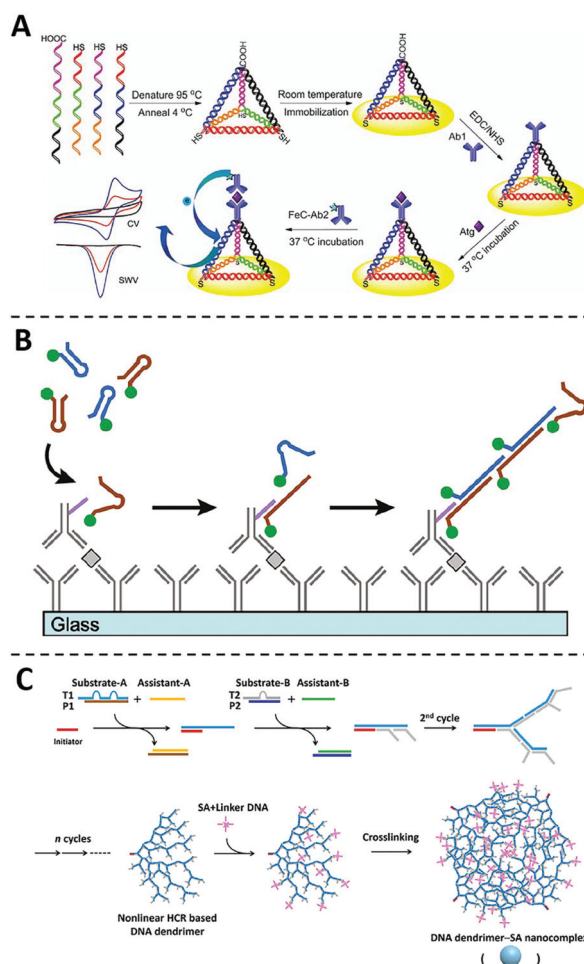 A
HOOC HS HS HS
Denature 95 °C
Anneal 4 °C
COOH
HS
HS
SH
Room temperature
Immobilization
COOH
S
S
S
EDC/NHS
Ab1
S
S
S
Atg
37 °C incubation
S
S
S
FeC-Ab2
37 °C incubation
e
S
S
S
CV
SWV
B
Glass
C
Substrate-A Assistant-A
T1
P1
+
Substrate-B Assistant-B
T2
P2
+
2nd cycle
Initiator
n cycles
SA+Linker DNA
Crosslinking
Nonlinear HCR based
DNA dendrimer
DNA dendrimer–SA nanocomplex
( )